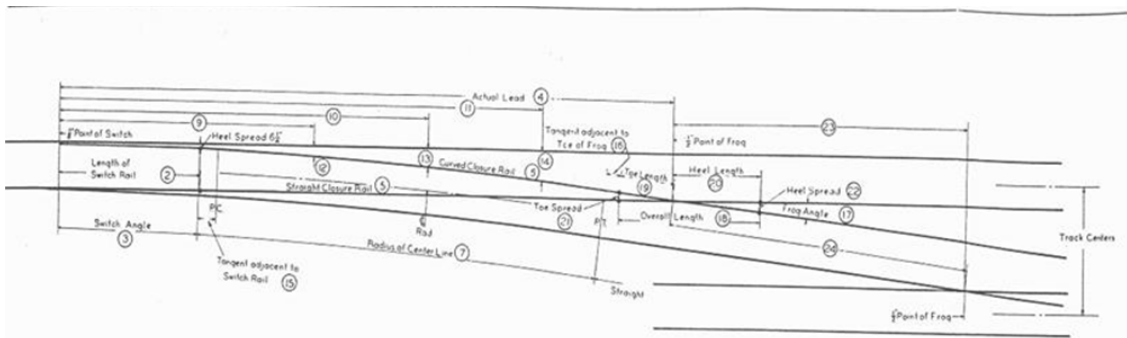 Actual Lead 4
11
10
23
9
½" Point of Switch
Heel Spread 6¼"
Tangent adjacent to
Toe of Frog 16
½" Point of Frog
12
13
14
Curved Closure Rail 5
Toe Length
19
Heel Length
20
Length of
Switch Rail 2
Straight Closure Rail 5
Heel Spread 22
Toe Spread
21
Overall Length 18
Frog Angle 17
P.C.
P.T.
Rad
Switch Angle
3
Radius of Center Line 7
24
Track Centers
Tangent adjacent to
Switch Rail 15
Straight
½" Point of Frog